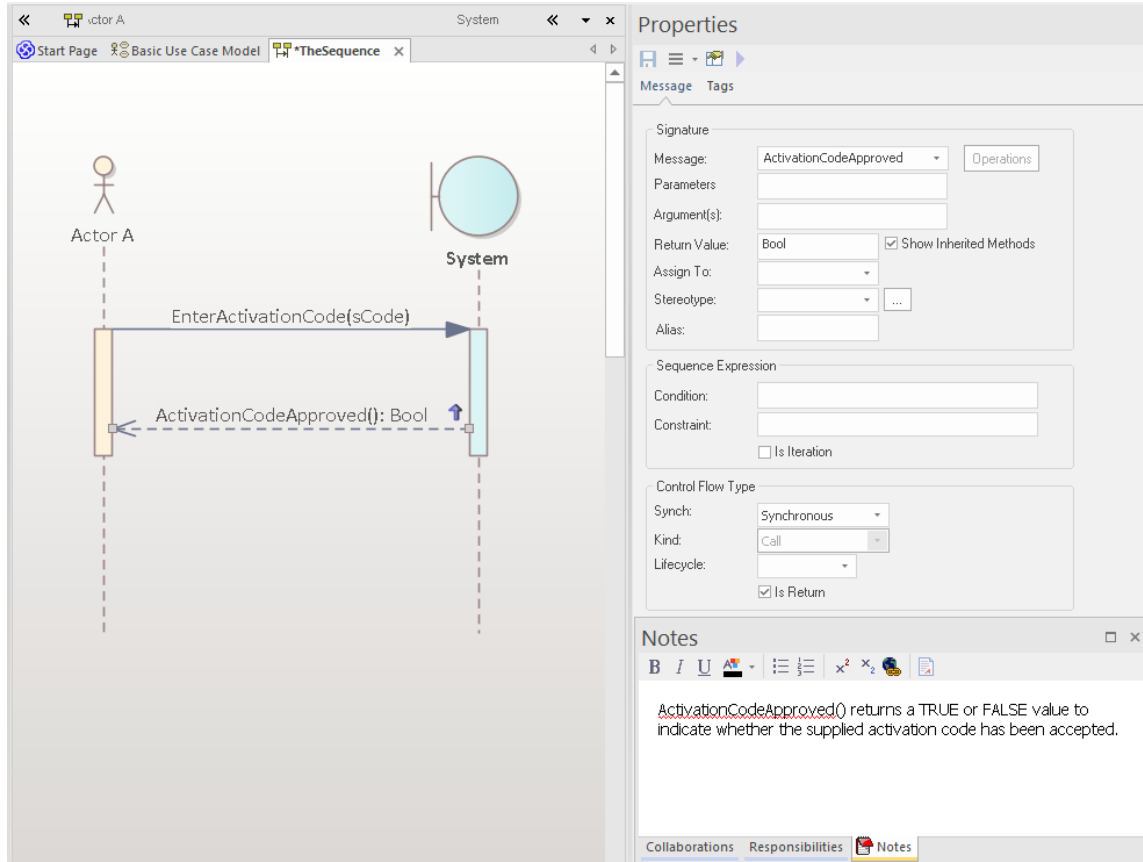 ctor A System
Start Page Basic Use Case Model *TheSequence
Actor A
System
EnterActivationCode(sCode)
ActivationCodeApproved(): Bool
Properties
Message Tags
Signature
Message: ActivationCodeApproved Operations
Parameters
Argument(s):
Return Value: Bool Show Inherited Methods
Assign To:
Stereotype: ...
Alias:
Sequence Expression
Condition:
Constraint:
Is Iteration
Control Flow Type
Synch: Synchronous
Kind: Call
Lifecycle:
Is Return
Notes
B I U A x² x₂
ActivationCodeApproved() returns a TRUE or FALSE value to
indicate whether the supplied activation code has been accepted.
Collaborations Responsibilities Notes